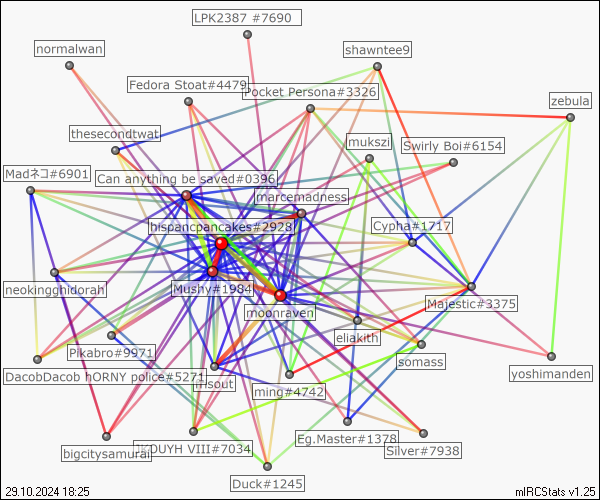 LPK2387 #7690
normalwan
shawntee9
Fedora Stoat#4479
Pocket Persona#3326
zebula
thesecondtwat
mukszi
Swirly Boi#6154
Madネコ#6901
Can anything be saved#0396
marcemadness
hispancpancakes#2928
Cypha#1717
neokingghidorah
Mushy#1984
Majestic#3375
moonraven
eliakith
Pikabro#9971
somass
DacobDacob hORNY police#5271
misout
yoshimanden
ming#4742
bigcitysamurai
VIII#7034
Eg.Master#1378
Silver#7938
Duck#1245
29.10.2024 18:25
mIRCStats v1.25